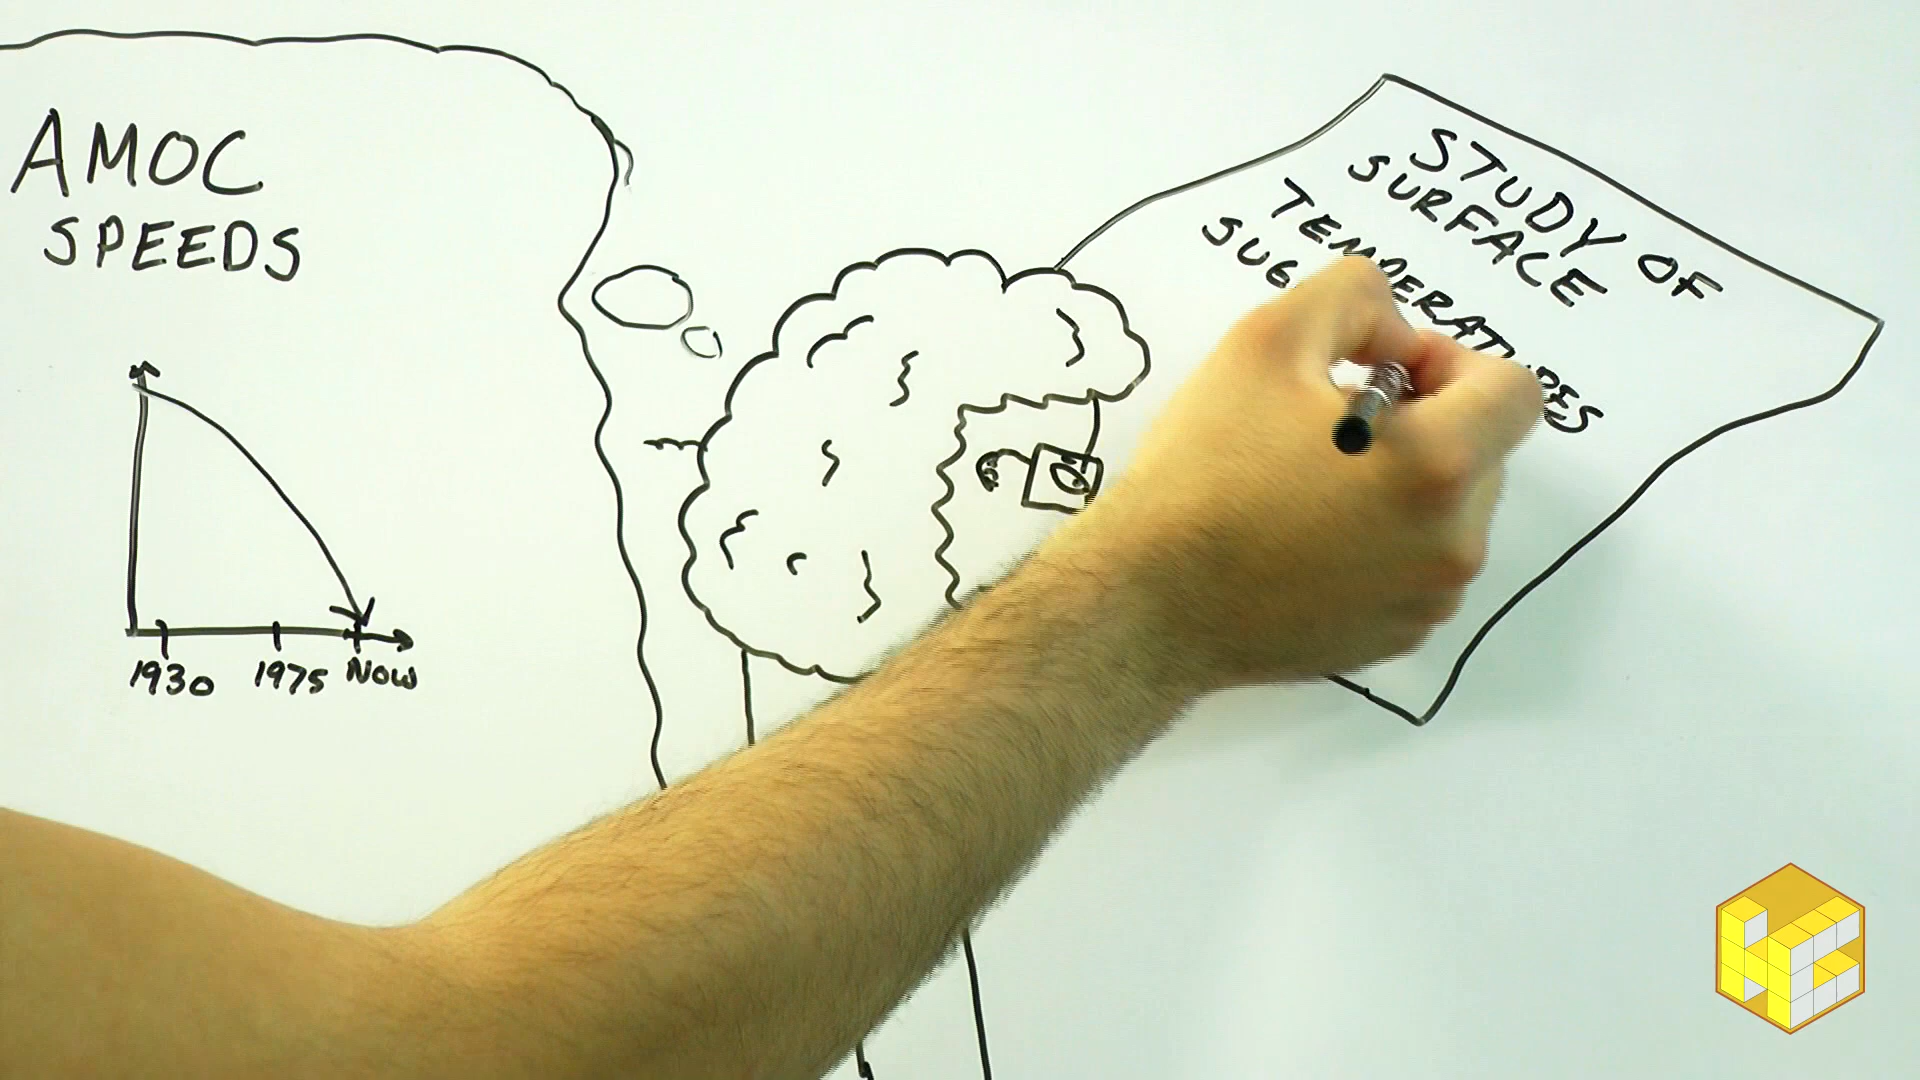 AMOC
SPEEDS
1930 1975 NOW
STUDY OF
SURFACE
TEMPERATURES